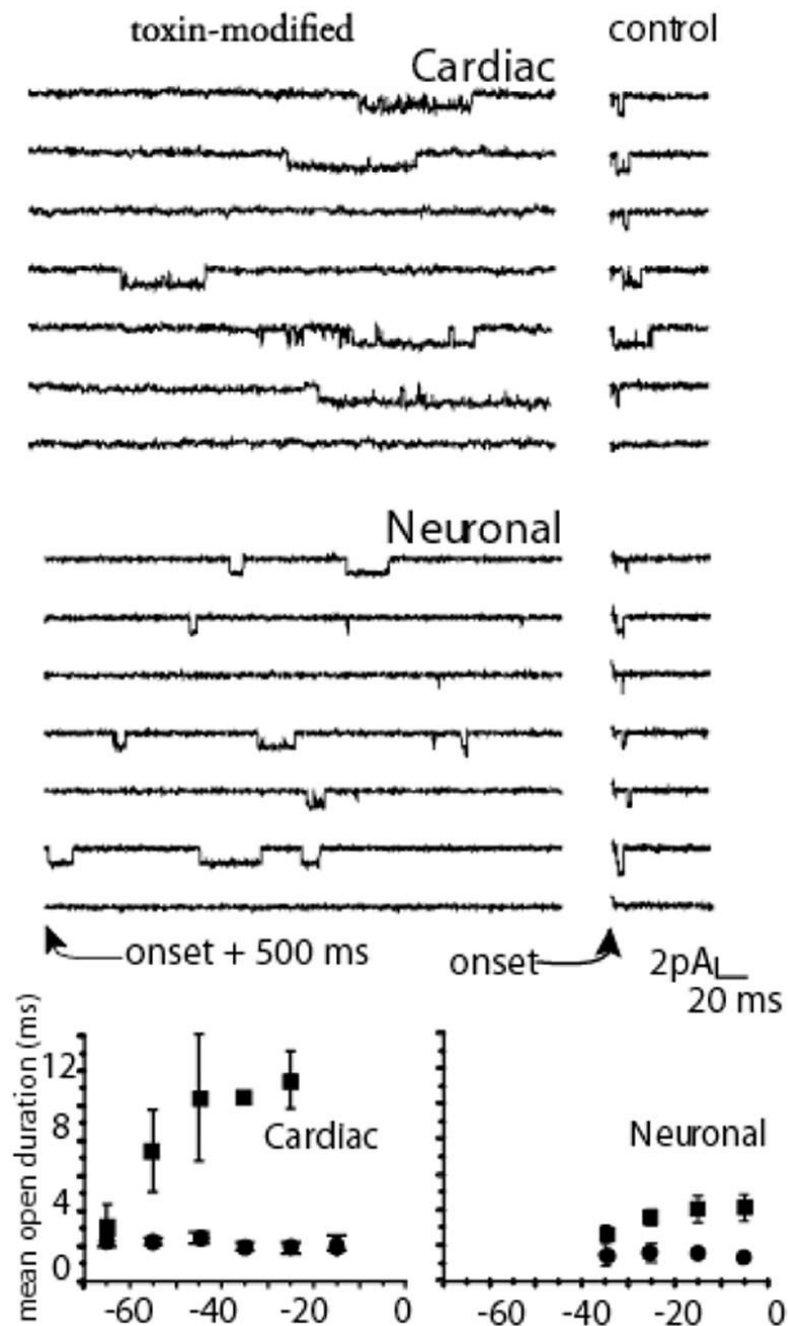 toxin-modified control
Cardiac
Neuronal
onset + 500 ms
onset
2pA
20 ms
mean open duration (ms)
12
8
4
0
Cardiac
-60 -40 -20 0
Neuronal
-60 -40 -20 0